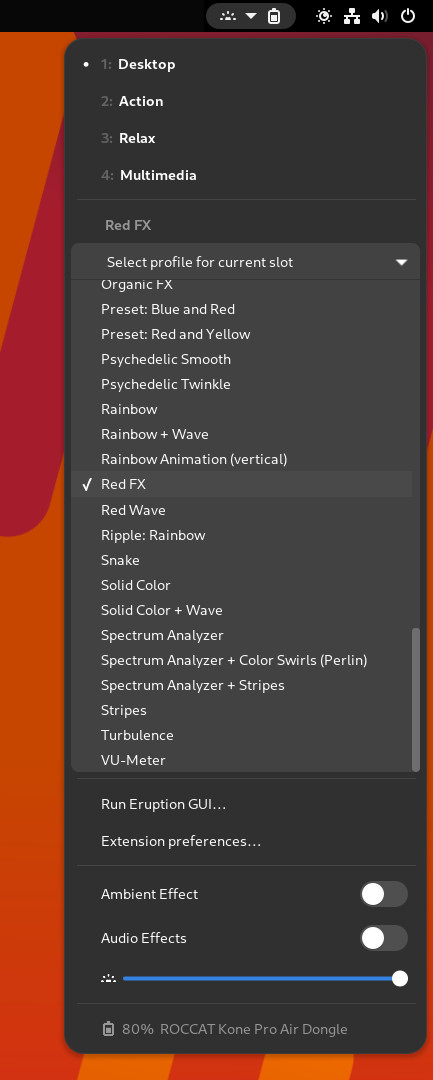 1: Desktop
2: Action
3: Relax
4: Multimedia
Red FX
Select profile for current slot
Organic FX
Preset: Blue and Red
Preset: Red and Yellow
Psychedelic Smooth
Psychedelic Twinkle
Rainbow
Rainbow + Wave
Rainbow Animation (vertical)
Red FX
Red Wave
Ripple: Rainbow
Snake
Solid Color
Solid Color + Wave
Spectrum Analyzer
Spectrum Analyzer + Color Swirls (Perlin)
Spectrum Analyzer + Stripes
Stripes
Turbulence
VU-Meter
Run Eruption GUI…
Extension preferences…
Ambient Effect
Audio Effects
80% ROCCAT Kone Pro Air Dongle